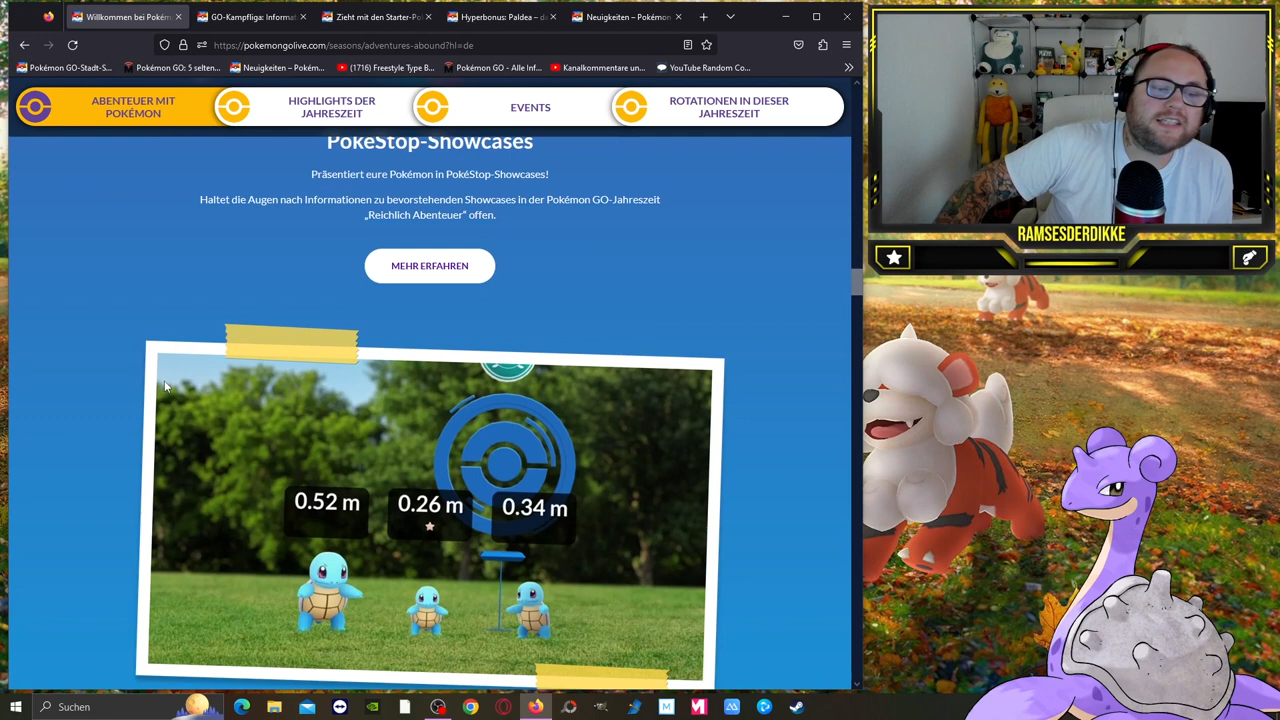 Willkommen bei Pokém
GO-Kampfliga: Informat
Zieht mit den Starter-Po
Hyperbonus: Paldea – da
Neuigkeiten – Pokémon
https://pokemongolive.com/seasons/adventures-abound?hl=de
Pokémon GO-Stadt-S...
Pokémon GO: 5 selten...
Neuigkeiten – Pokém...
(1716) Freestyle Type B...
Pokémon GO - Alle Inf...
Kanalkommentare un...
YouTube Random Co...
ABENTEUER MIT
POKÉMON
HIGHLIGHTS DER
JAHRESZEIT
EVENTS
ROTATIONEN IN DIESER
JAHRESZEIT
PokéStop-Showcases
Präsentiert eure Pokémon in PokéStop-Showcases!
Haltet die Augen nach Informationen zu bevorstehenden Showcases in der Pokémon GO-Jahreszeit
„Reichlich Abenteuer“ offen.
MEHR ERFAHREN
0.52 m
0.26 m
0.34 m
RAMSESDERDIKKE
Suchen